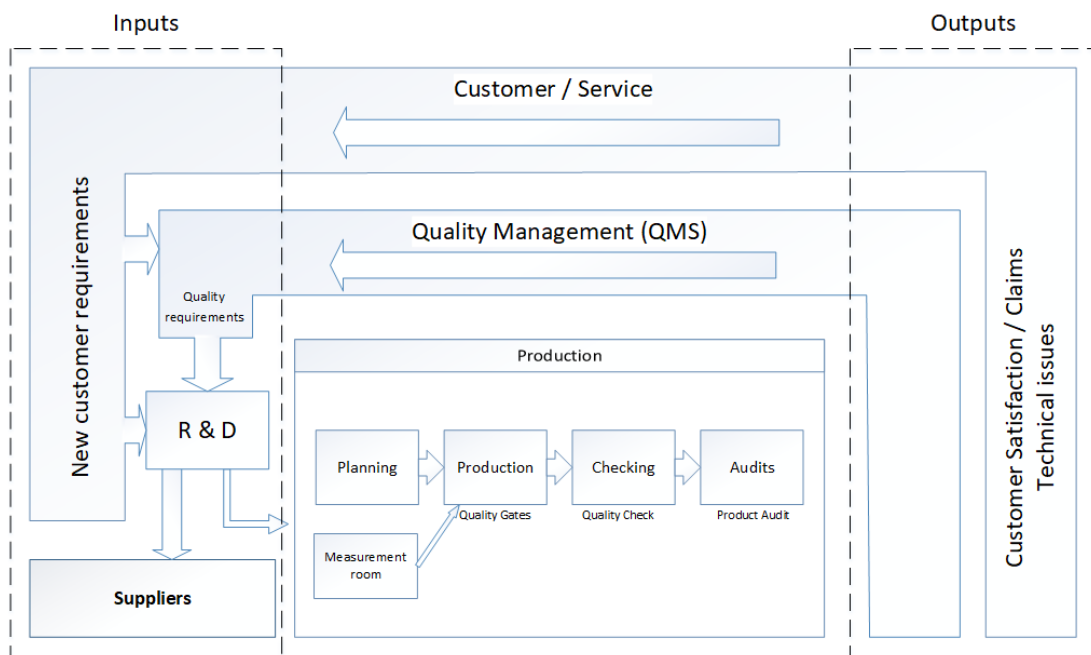 Inputs
Outputs
Customer / Service
New customer requirements
Quality Management (QMS)
Quality
requirements
R & D
Suppliers
Production
Planning
Production
Checking
Audits
Quality Gates
Quality Check
Product Audit
Measurement
room
Customer Satisfaction / Claims
Technical issues